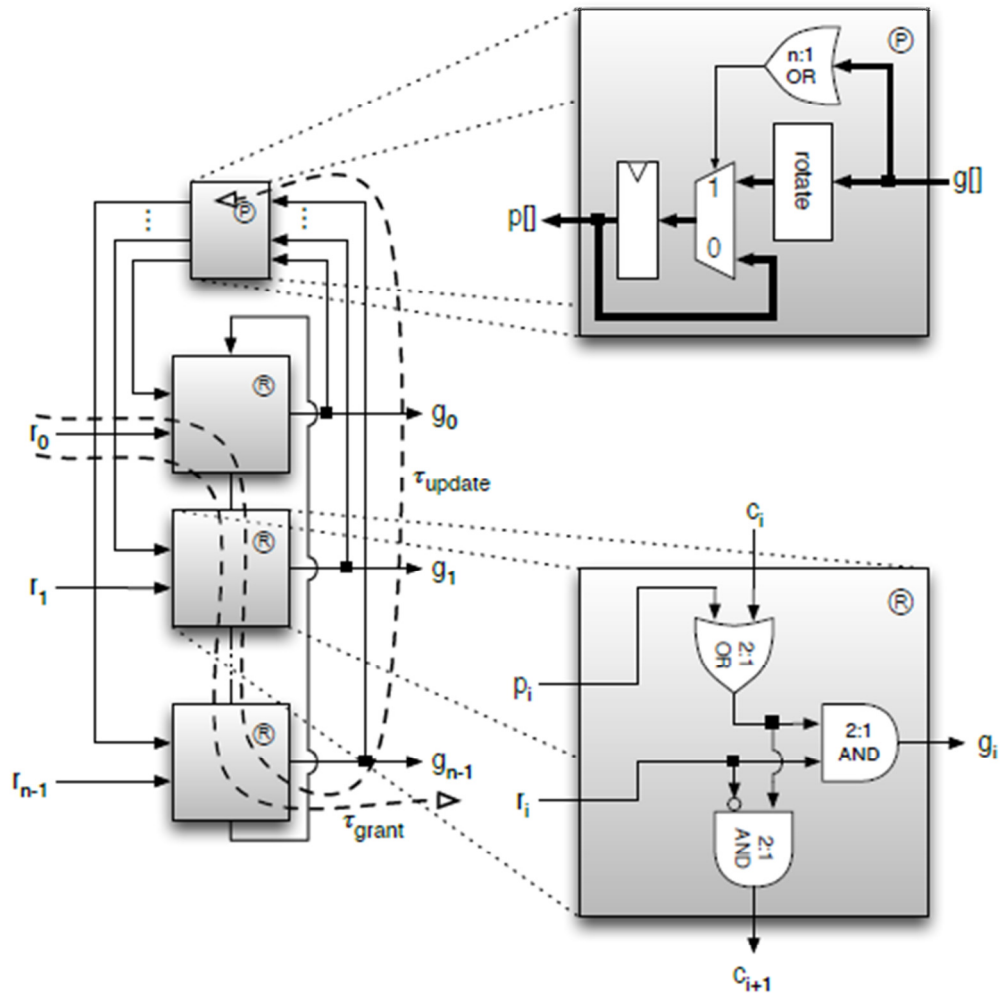 Ⓟ
n:1
OR
rotate
g[]
1
0
p[]
Ⓟ
⋮
⋮
Ⓡ
r0
g0
τupdate
Ⓡ
r1
g1
Ⓡ
rn-1
gn-1
τgrant
ci
Ⓡ
2:1
OR
pi
2:1
AND
gi
ri
2:1
AND
ci+1